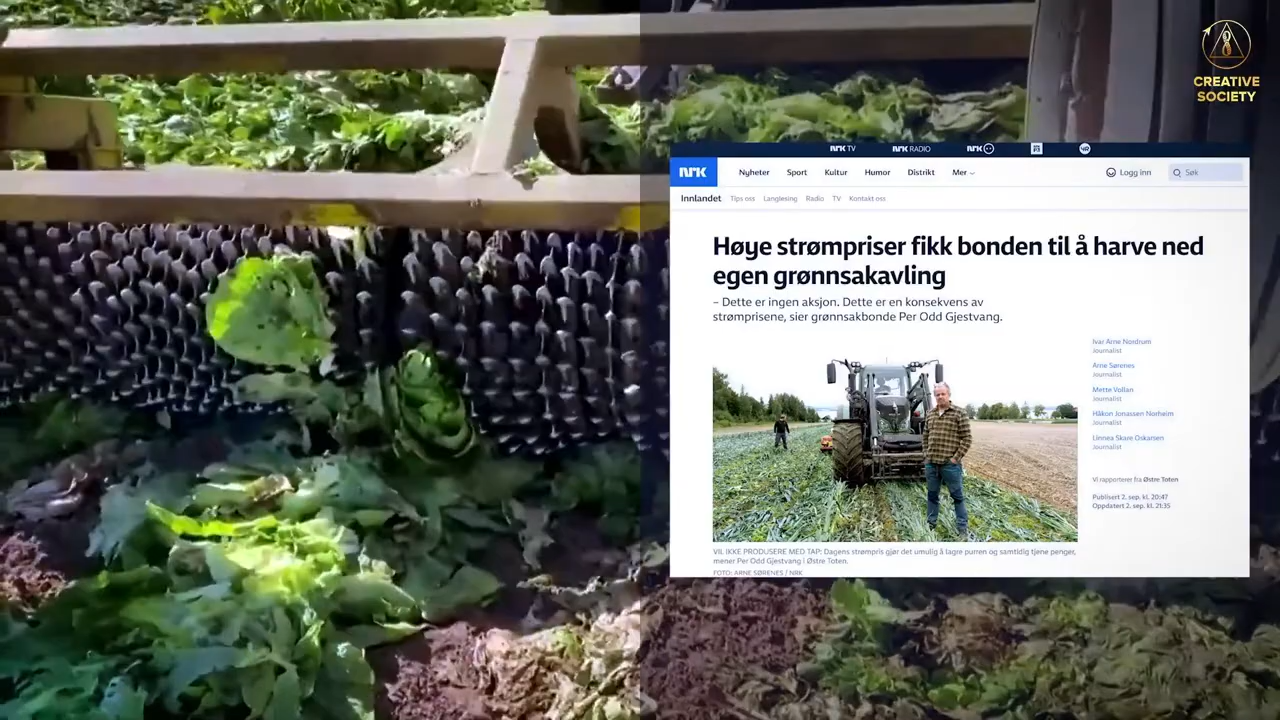 CREATIVE
SOCIETY
NRK TV
NRK RADIO
NRK
P3
YR
NRK
Nyheter Sport Kultur Humor Distrikt Mer
Logg inn
Søk
Innlandet Tips oss Langlesing Radio TV Kontakt oss
Høye strømpriser fikk bonden til å harve ned
egen grønnsakavling
– Dette er ingen aksjon. Dette er en konsekvens av
strømprisene, sier grønnsakbonde Per Odd Gjestvang.
Ivar Arne Nordrum
Journalist
Arne Sørenes
Journalist
Mette Vollan
Journalist
Håkon Jonassen Norheim
Journalist
Linnea Skare Oskarsen
Journalist
Vi rapporterer fra Østre Toten
Publisert 2. sep. kl. 20:47
Oppdatert 2. sep. kl. 21:35
VIL IKKE PRODUSERE MED TAP: Dagens strømpris gjør det umulig å lagre purren og samtidig tjene penger,
mener Per Odd Gjestvang i Østre Toten.
FOTO: ARNE SØRENES / NRK